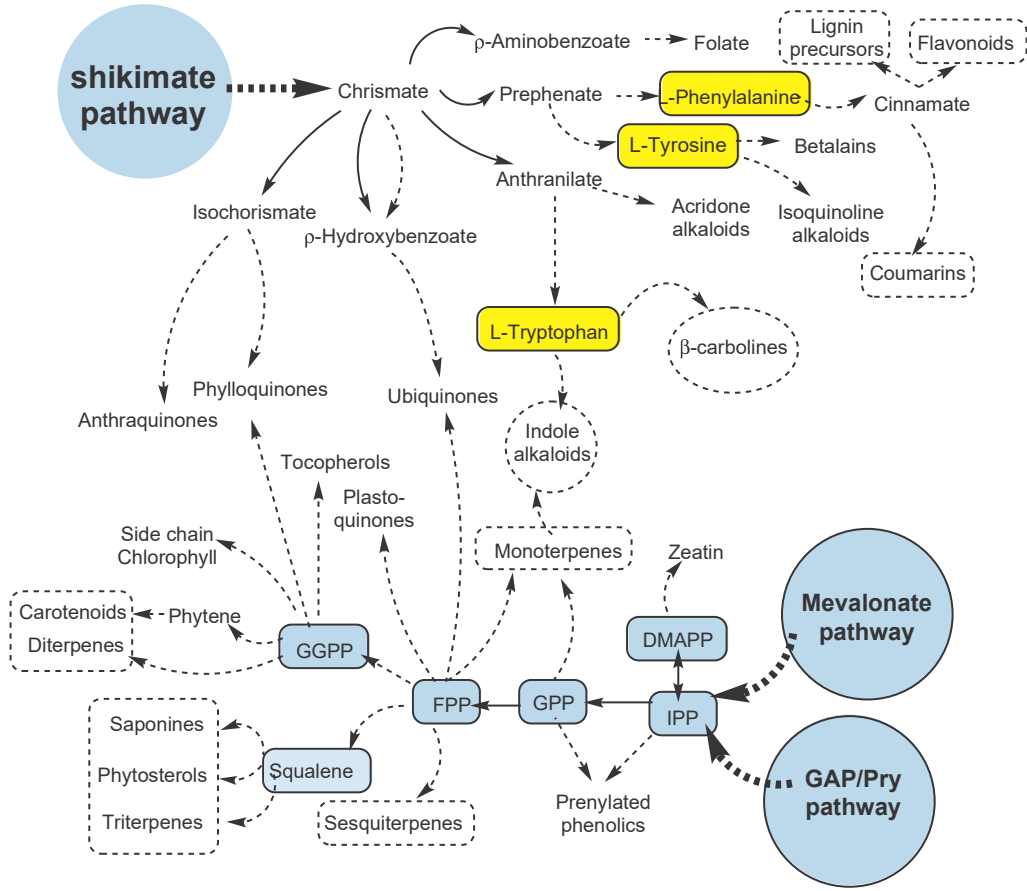 shikimate
pathway
Chrismate
ρ-Aminobenzoate
Folate
Lignin
precursors
Flavonoids
Prephenate
L-Phenylalanine
Cinnamate
L-Tyrosine
Betalains
Anthranilate
Acridone
alkaloids
Isoquinoline
alkaloids
Isochorismate
ρ-Hydroxybenzoate
Coumarins
L-Tryptophan
β-carbolines
Phylloquinones
Ubiquinones
Anthraquinones
Indole
alkaloids
Tocopherols
Plasto-
quinones
Side chain
Chlorophyll
Monoterpenes
Zeatin
Mevalonate
pathway
Carotenoids
Phytene
Diterpenes
GGPP
DMAPP
FPP
GPP
IPP
Saponines
Squalene
Phytosterols
Triterpenes
Sesquiterpenes
Prenylated
phenolics
GAP/Pry
pathway